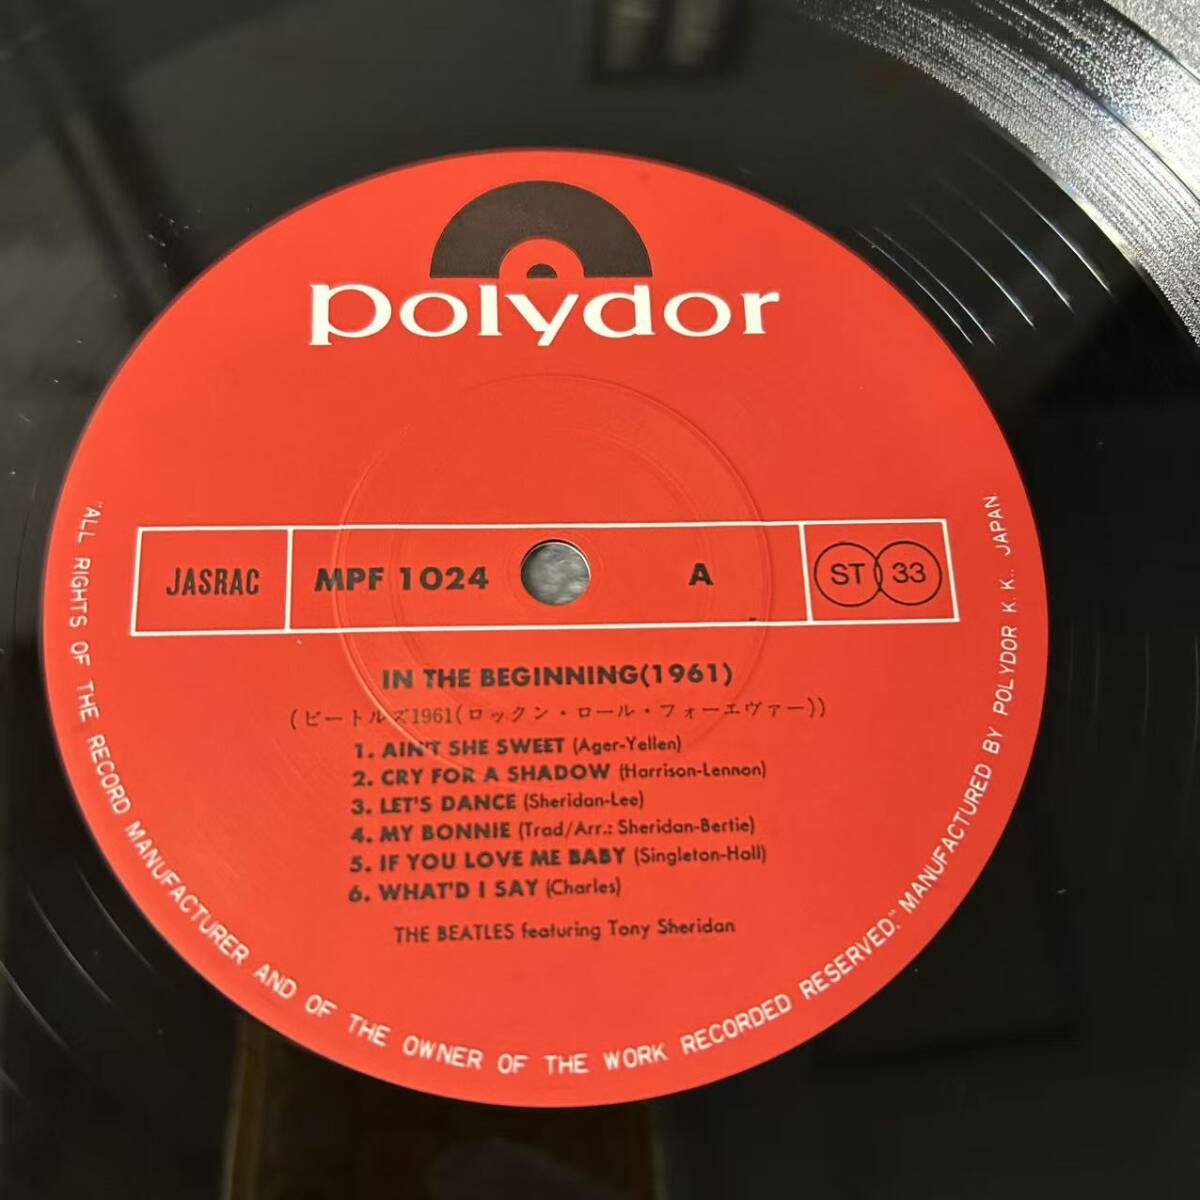 polydor
JASRAC
MPF 1024
A
ST 33
IN THE BEGINNING(1961)
(ビートルズ1961(ロックン・ロール・フォーエヴァー))
1. AIN'T SHE SWEET (Ager-Yellen)
2. CRY FOR A SHADOW (Harrison-Lennon)
3. LET'S DANCE (Sheridan-Lee)
4. MY BONNIE (Trad/Arr.: Sheridan-Bertie)
5. IF YOU LOVE ME BABY (Singleton-Hall)
6. WHAT'D I SAY (Charles)
THE BEATLES featuring Tony Sheridan
"ALL RIGHTS OF THE RECORD MANUFACTURER AND OF THE OWNER OF THE WORK RECORDED RESERVED." MANUFACTURED BY POLYDOR K.K., JAPAN